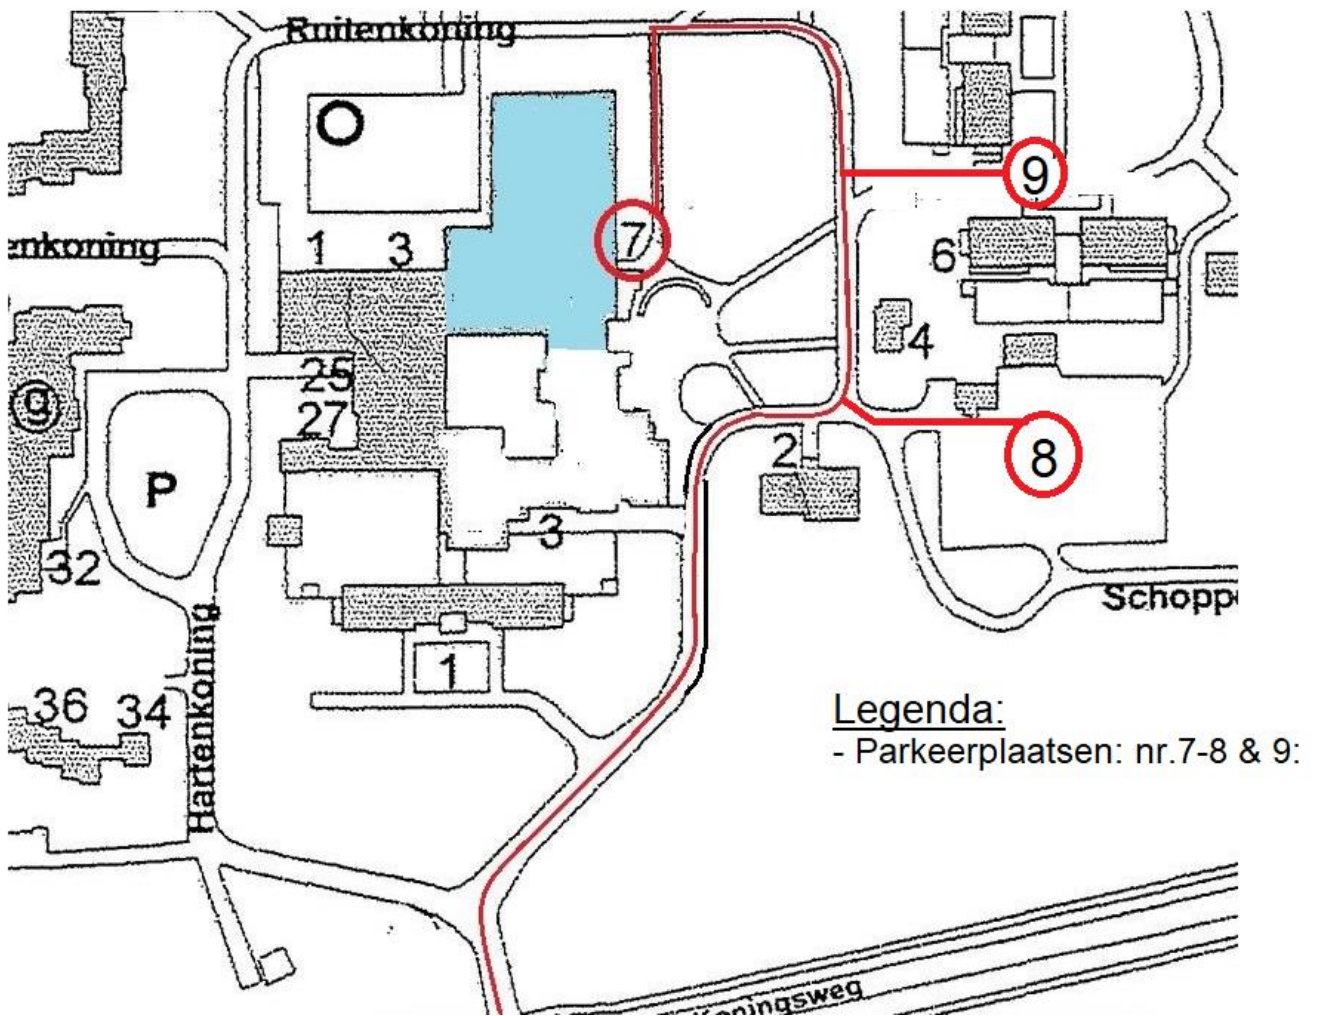 Ruitenkoning
9
7
1 3
enkoning
6
4
25
g
27
2
8
P
3
32
Schopp
Hartenkoning
1
36 34
Legenda:
- Parkeerplaatsen: nr.7-8 & 9:
Koningsweg